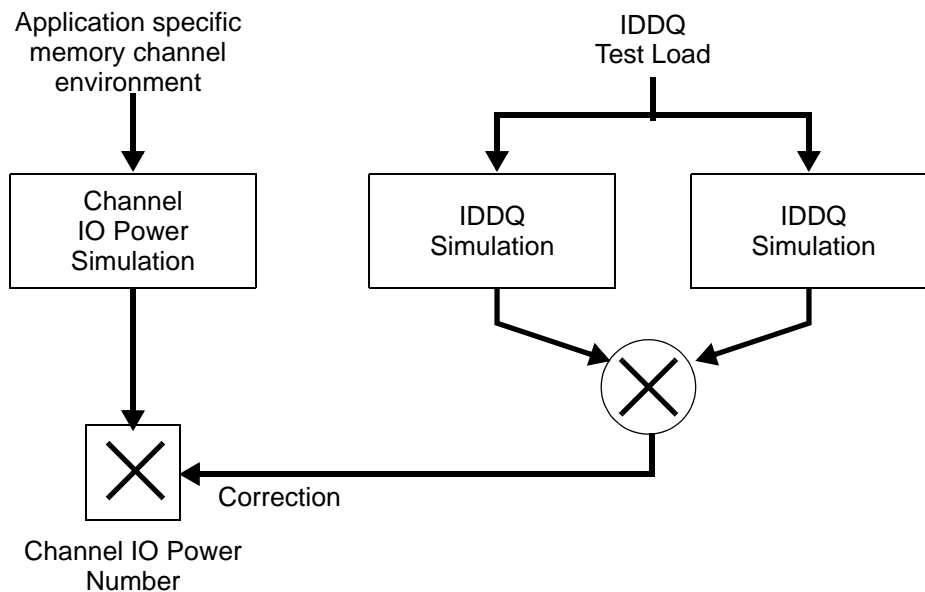 Application specific
memory channel
environment
IDDQ
Test Load
Channel
IO Power
Simulation
IDDQ
Simulation
IDDQ
Simulation
Correction
Channel IO Power
Number